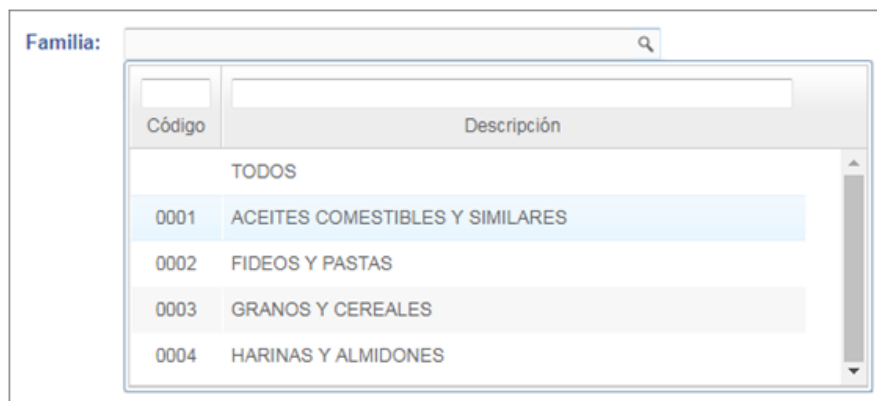 Familia:
Código Descripción
TODOS
0001 ACEITES COMESTIBLES Y SIMILARES
0002 FIDEOS Y PASTAS
0003 GRANOS Y CEREALES
0004 HARINAS Y ALMIDONES